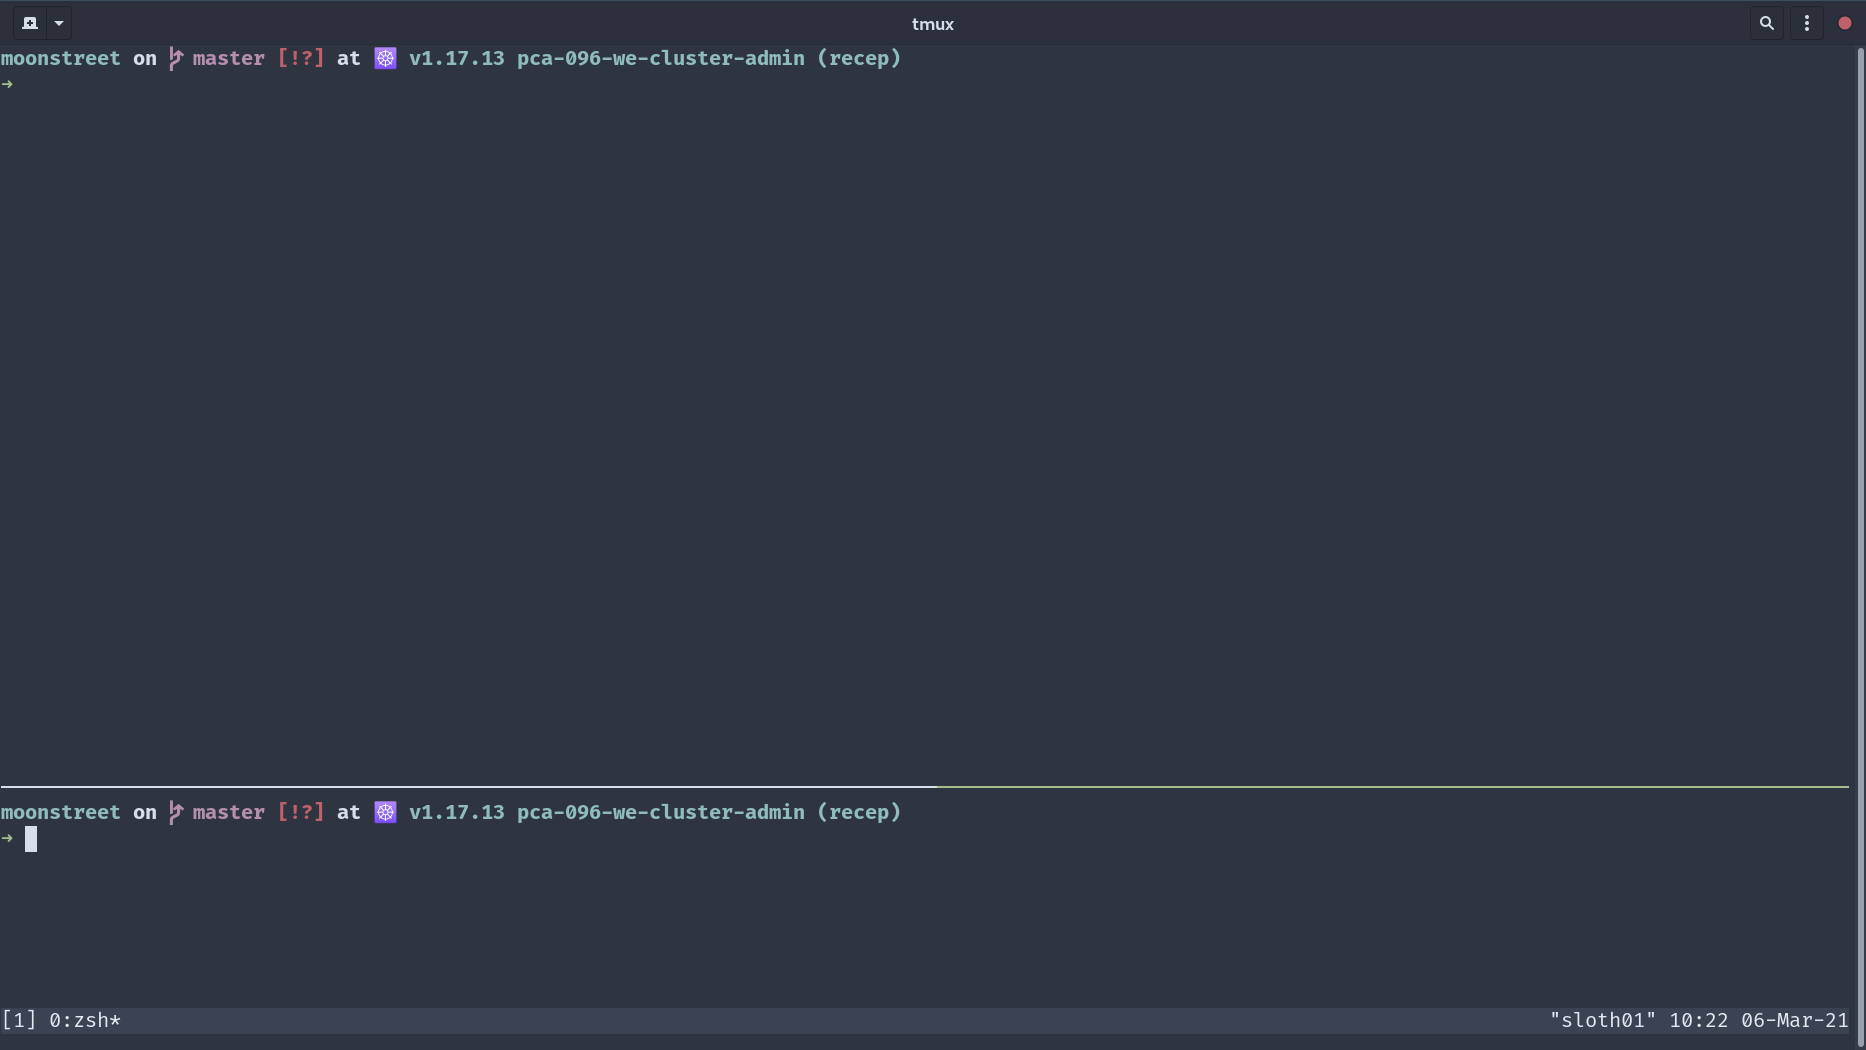 tmux
moonstreet on master [!?] at ☸ v1.17.13 pca-096-we-cluster-admin (recep)
➜
moonstreet on master [!?] at ☸ v1.17.13 pca-096-we-cluster-admin (recep)
➜
[1] 0:zsh* "sloth01" 10:22 06-Mar-21